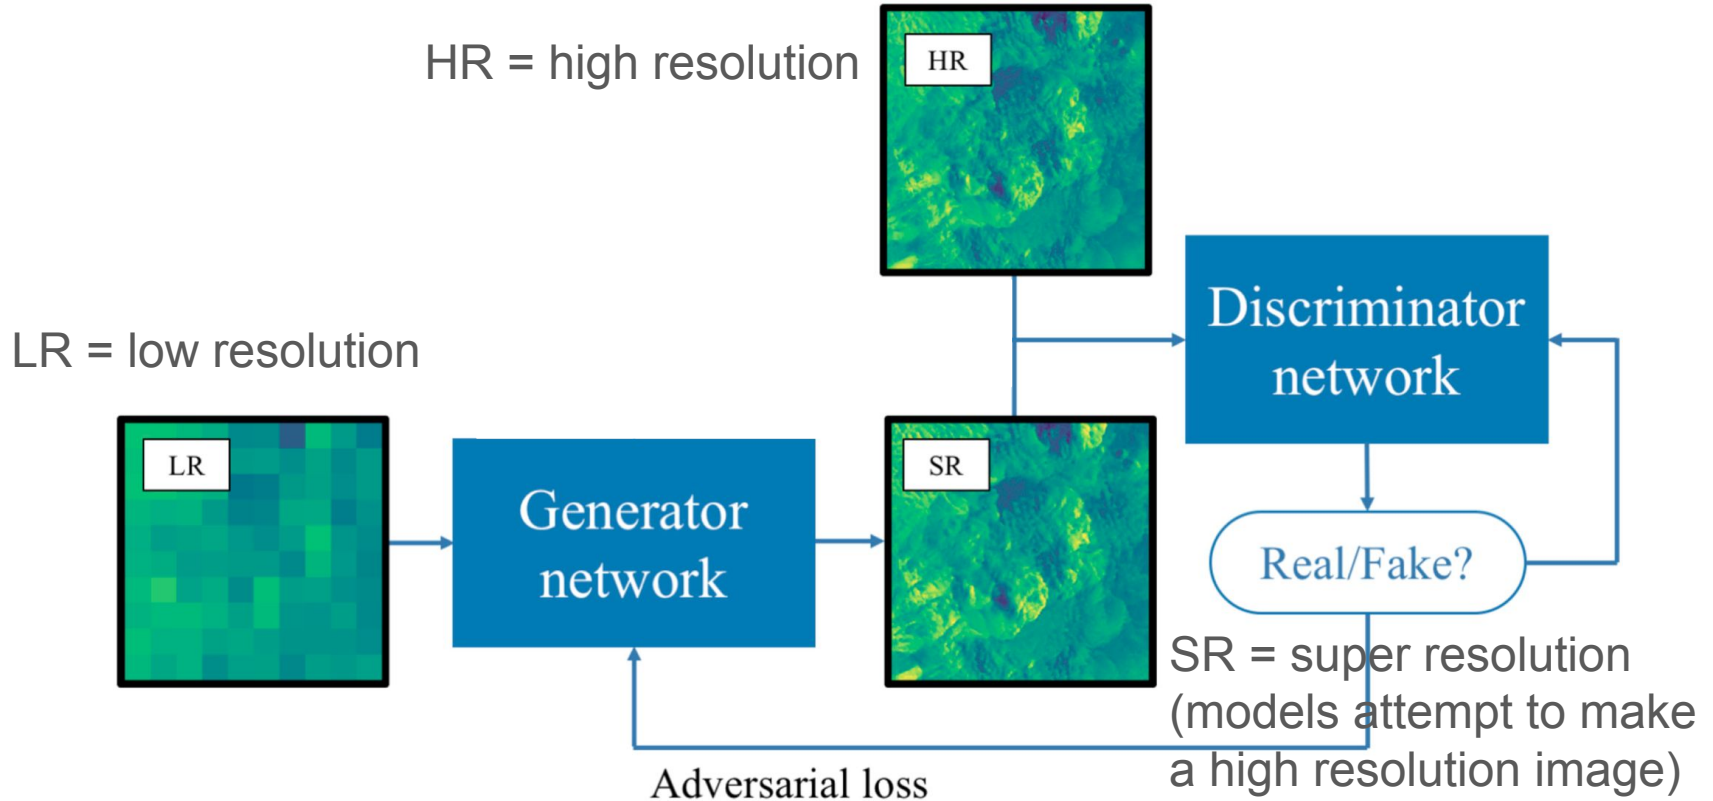 HR = high resolution
HR
LR = low resolution
Discriminator
network
LR
Generator
network
SR
Real/Fake?
SR = super resolution
(models attempt to make
a high resolution image)
Adversarial loss